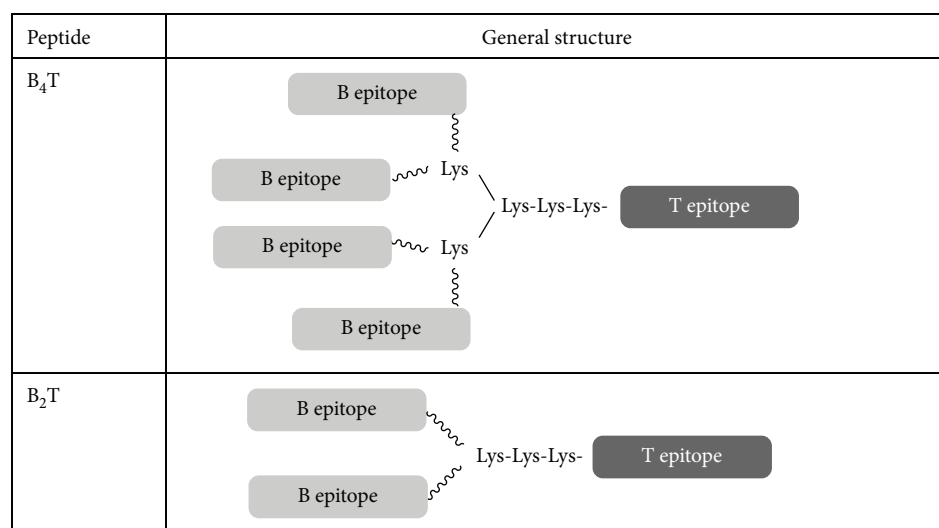 Peptide General structure
B₄T
B epitope
Lys
B epitope
Lys-Lys-Lys- T epitope
B epitope Lys
B epitope
B₂T
B epitope
Lys-Lys-Lys- T epitope
B epitope